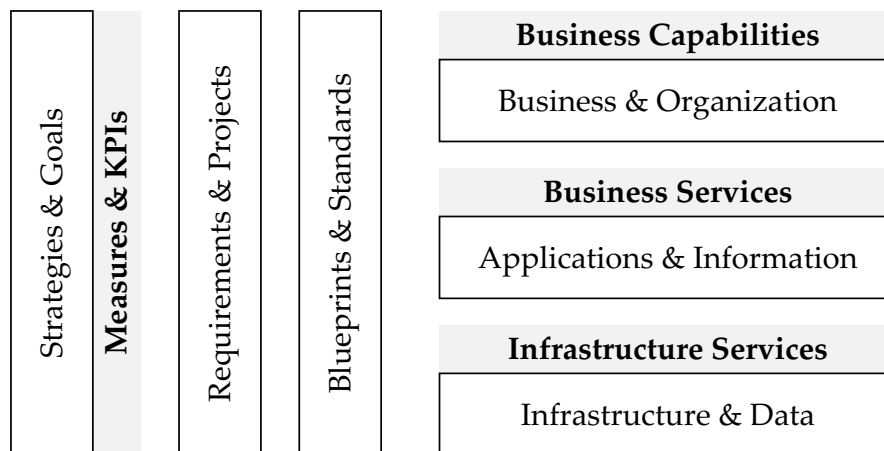 Strategies & Goals
Measures & KPIs
Requirements & Projects
Blueprints & Standards
Business Capabilities
Business & Organization
Business Services
Applications & Information
Infrastructure Services
Infrastructure & Data